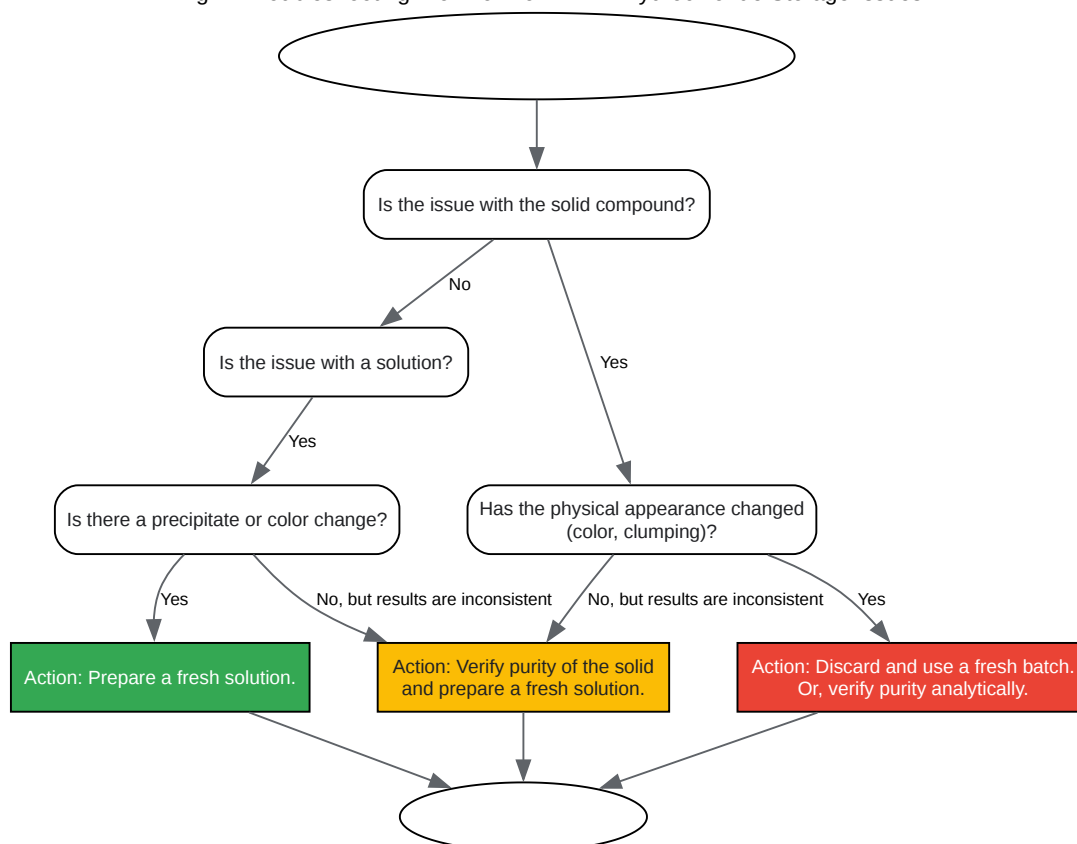 Storage Issues
Is the issue with the solid compound?
No
Is the issue with a solution?
Yes
Yes
Is there a precipitate or color change?
Has the physical appearance changed
(color, clumping)?
Yes
No, but results are inconsistent
No, but results are inconsistent
Yes
Action: Prepare a fresh solution.
Action: Verify purity of the solid
and prepare a fresh solution.
Action: Discard and use a fresh batch.
Or, verify purity analytically.